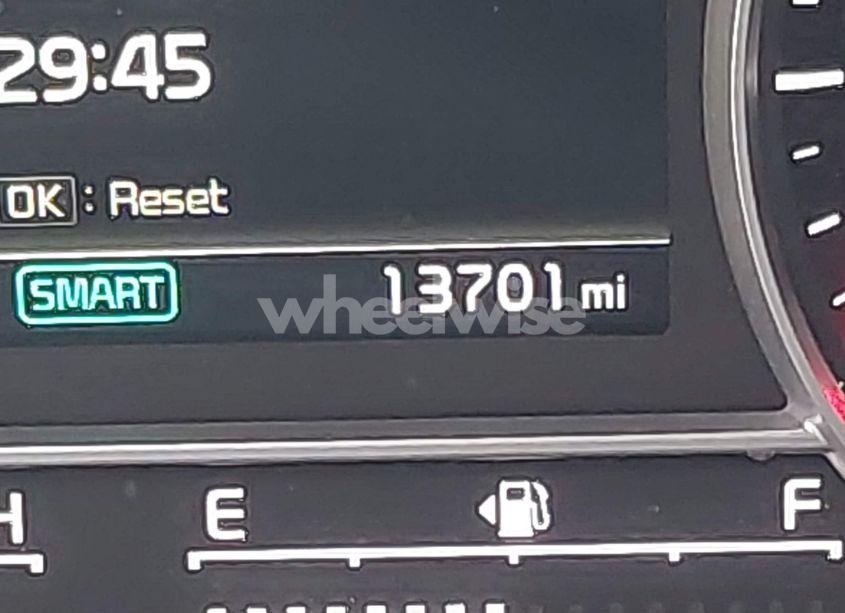 29:45
OK : Reset
SMART 13701 mi
wheelwise
H E F